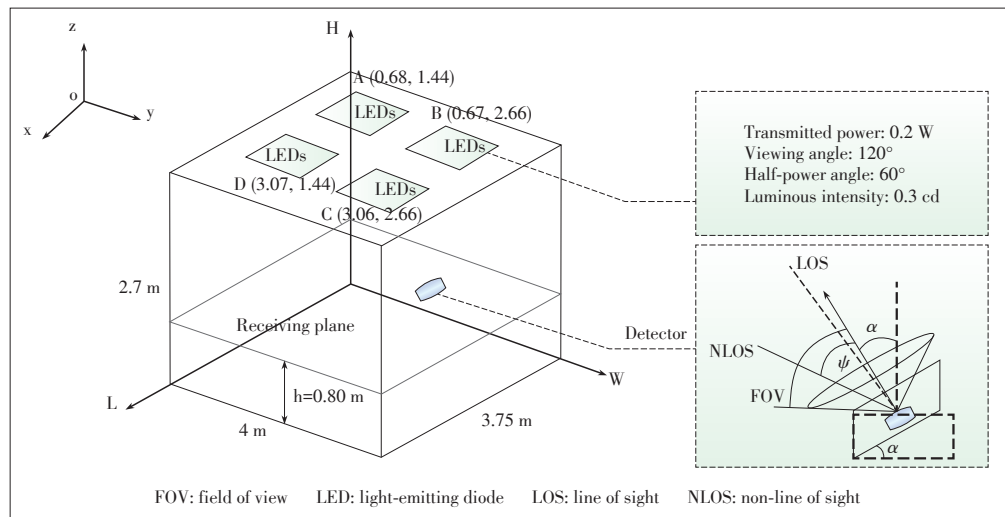 z
o
x
y
H
A (0.68, 1.44)
LEDs
B (0.67, 2.66)
LEDs
LEDs
D (3.07, 1.44)
LEDs
C (3.06, 2.66)
2.7 m
Receiving plane
h=0.80 m
L
4 m
3.75 m
W
Detector
Transmitted power: 0.2 W
Viewing angle: 120°
Half-power angle: 60°
Luminous intensity: 0.3 cd
LOS
α
NLOS
ψ
FOV
α
FOV: field of view LED: light-emitting diode LOS: line of sight NLOS: non-line of sight